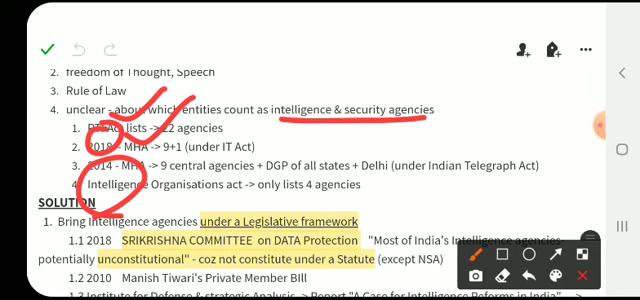 2. freedom of Thought, Speech
3. Rule of Law
4. unclear - about which entities count as intelligence & security agencies
1. RTI Act lists -> 22 agencies
2. 2018 - MHA -> 9+1 (under IT Act)
3. 2014 - MHA -> 9 central agencies + DGP of all states + Delhi (under Indian Telegraph Act)
4. Intelligence Organisations act -> only lists 4 agencies
SOLUTION
1. Bring Intelligence agencies under a Legislative framework
1.1 2018 SRIKRISHNA COMMITTEE on DATA Protection "Most of India's Intelligence agencies-
potentially unconstitutional" - coz not constitute under a Statute (except NSA)
1.2 2010 Manish Tiwari's Private Member BIll
1.3 Institute for Defense & strategic Analysis -> Report "A Case for Intelligence Reforms in India"